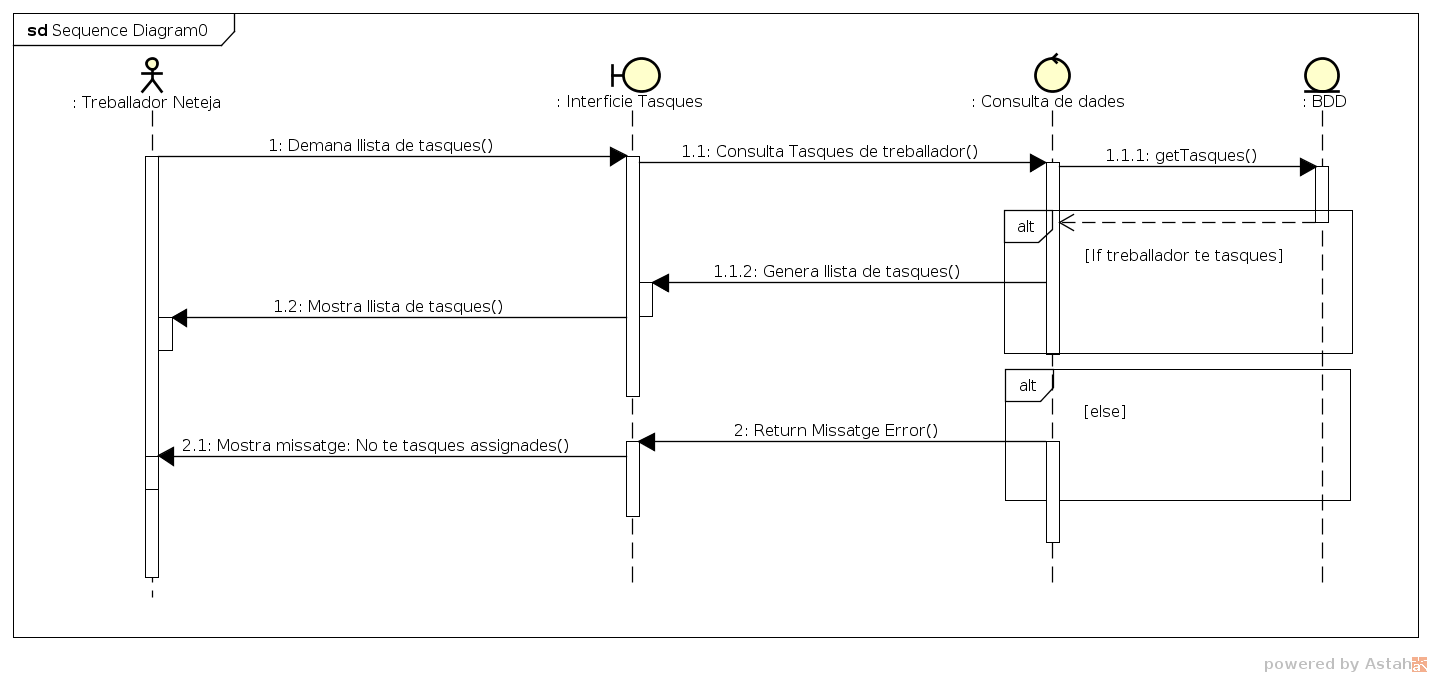 sd Sequence Diagram0
: Treballador Neteja
: Interficie Tasques
: Consulta de dades
: BDD
1: Demana llista de tasques()
1.1: Consulta Tasques de treballador()
1.1.1: getTasques()
alt
[If treballador te tasques]
1.1.2: Genera llista de tasques()
1.2: Mostra llista de tasques()
alt
[else]
2: Return Missatge Error()
2.1: Mostra missatge: No te tasques assignades()
powered by Astah